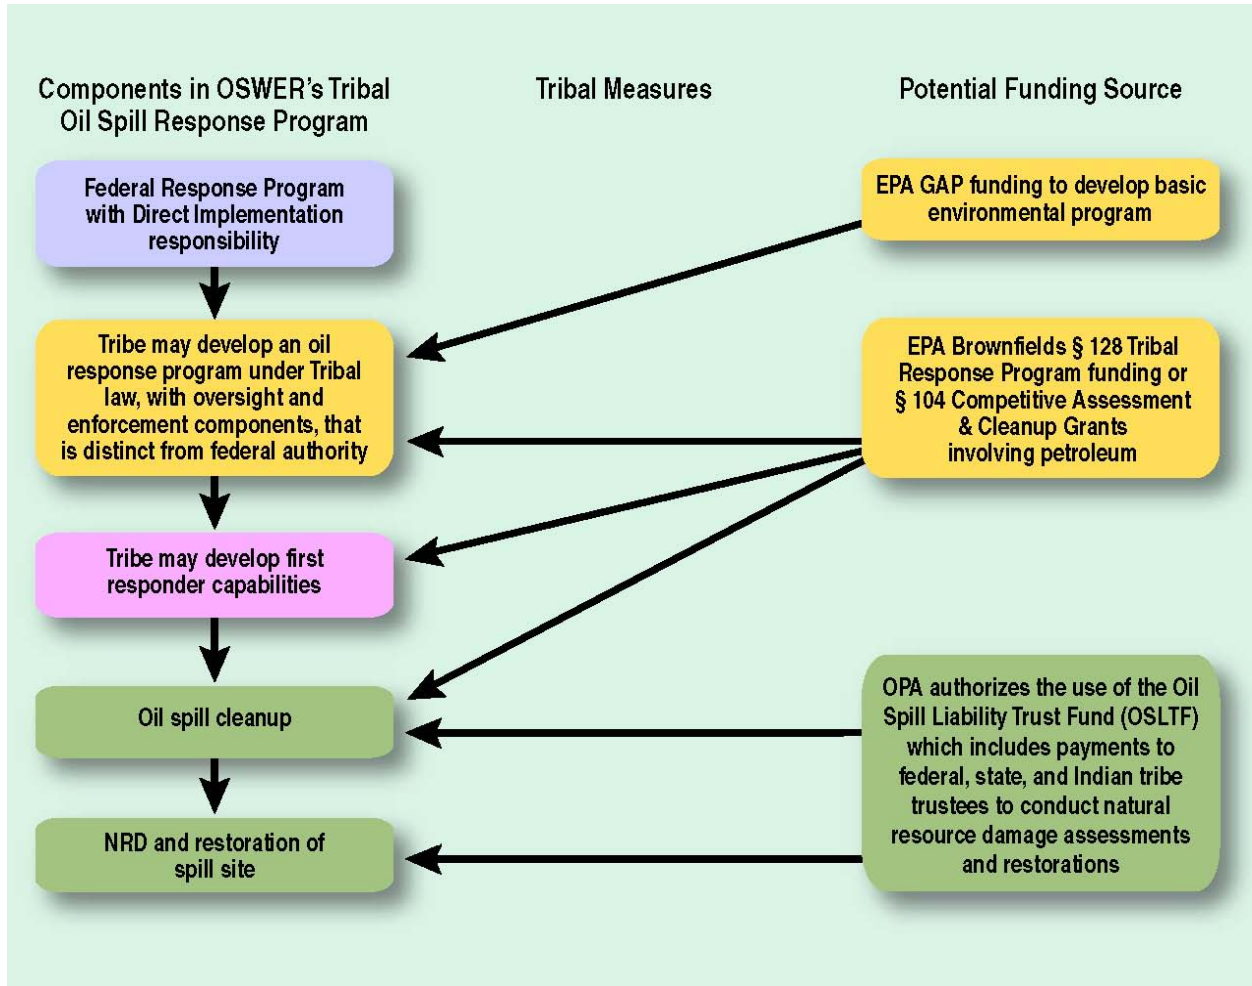 Components in OSWER's Tribal
Oil Spill Response Program
Tribal Measures
Potential Funding Source
Federal Response Program
with Direct Implementation
responsibility
EPA GAP funding to develop basic
environmental program
Tribe may develop an oil
response program under Tribal
law, with oversight and
enforcement components, that
is distinct from federal authority
EPA Brownfields § 128 Tribal
Response Program funding or
§ 104 Competitive Assessment
& Cleanup Grants
involving petroleum
Tribe may develop first
responder capabilities
Oil spill cleanup
OPA authorizes the use of the Oil
Spill Liability Trust Fund (OSLTF)
which includes payments to
federal, state, and Indian tribe
trustees to conduct natural
resource damage assessments
and restorations
NRD and restoration of
spill site